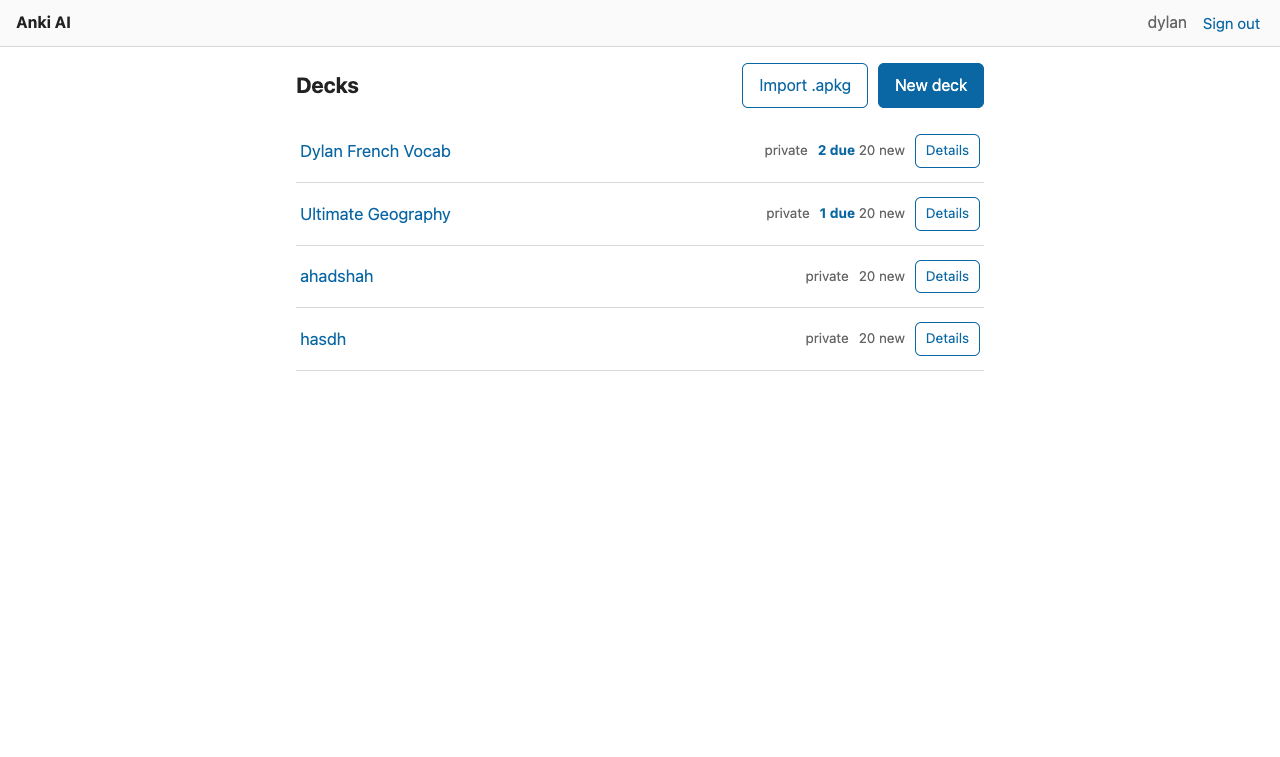 Anki AI dylan Sign out
Decks Import .apkg New deck
Dylan French Vocab private 2 due 20 new Details
Ultimate Geography private 1 due 20 new Details
ahadshah private 20 new Details
hasdh private 20 new Details